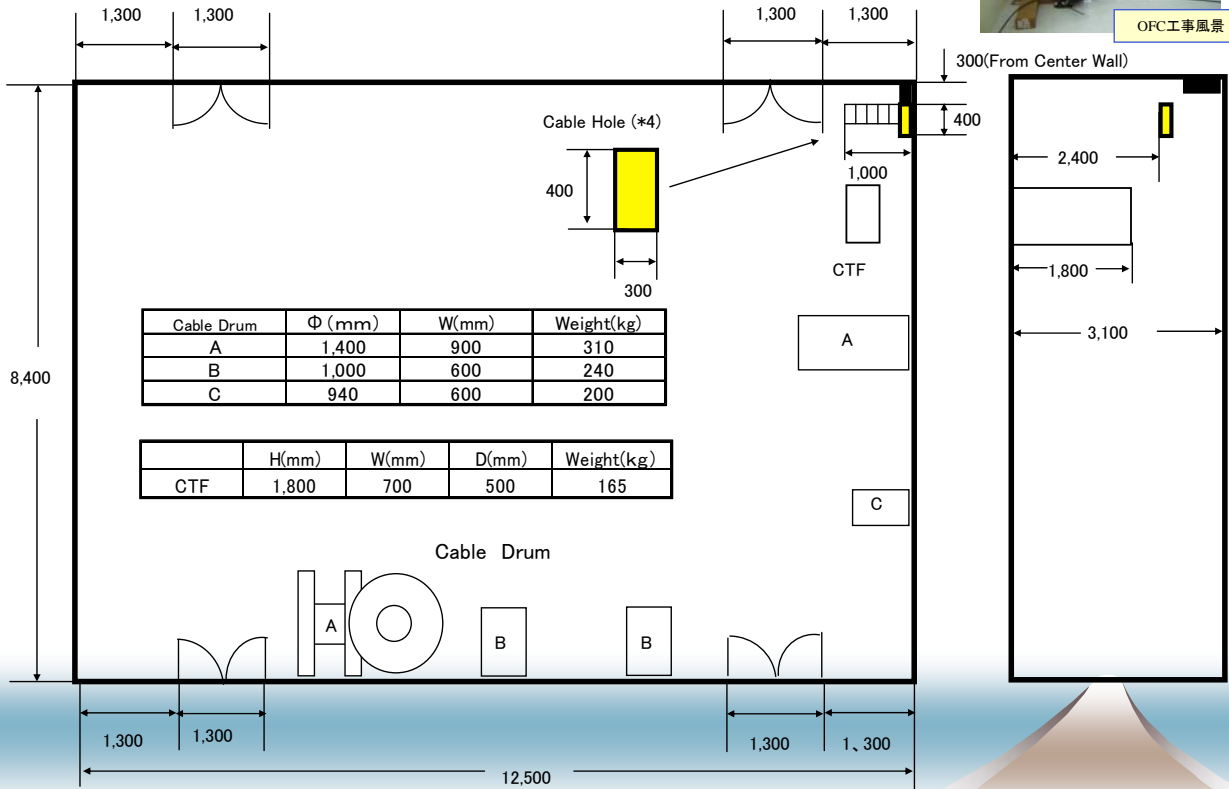 1,300 1,300 1,300 1,300
OFC工事風景
300(From Center Wall)
Cable Hole (*4)
400
2,400
400
1,000
CTF
300
1,800
Cable Drum Φ(mm) W(mm) Weight(kg)
A 1,400 900 310
B 1,000 600 240
C 940 600 200
A
3,100
8,400
H(mm) W(mm) D(mm) Weight(kg)
CTF 1,800 700 500 165
C
Cable Drum
A
B
B
1,300 1,300 1,300 1、300
12,500